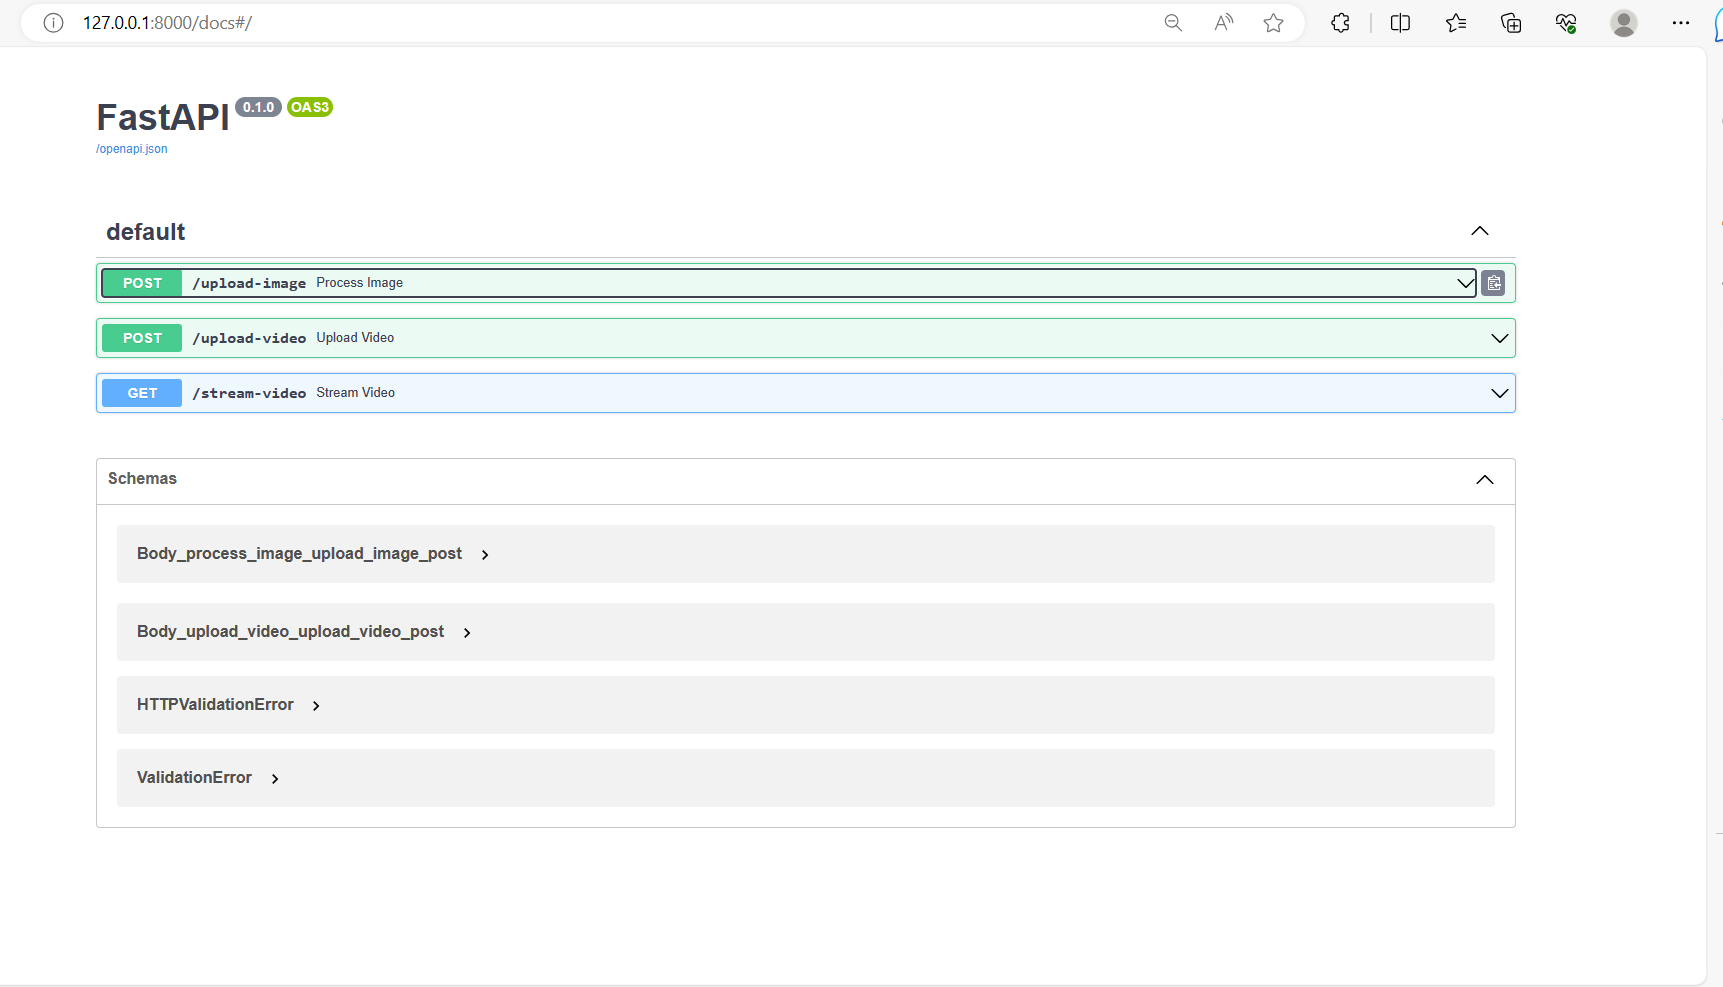 127.0.0.1:8000/docs#/
FastAPI 0.1.0 OAS3
/openapi.json
default
POST /upload-image Process Image
POST /upload-video Upload Video
GET /stream-video Stream Video
Schemas
Body_process_image_upload_image_post
Body_upload_video_upload_video_post
HTTPValidationError
ValidationError